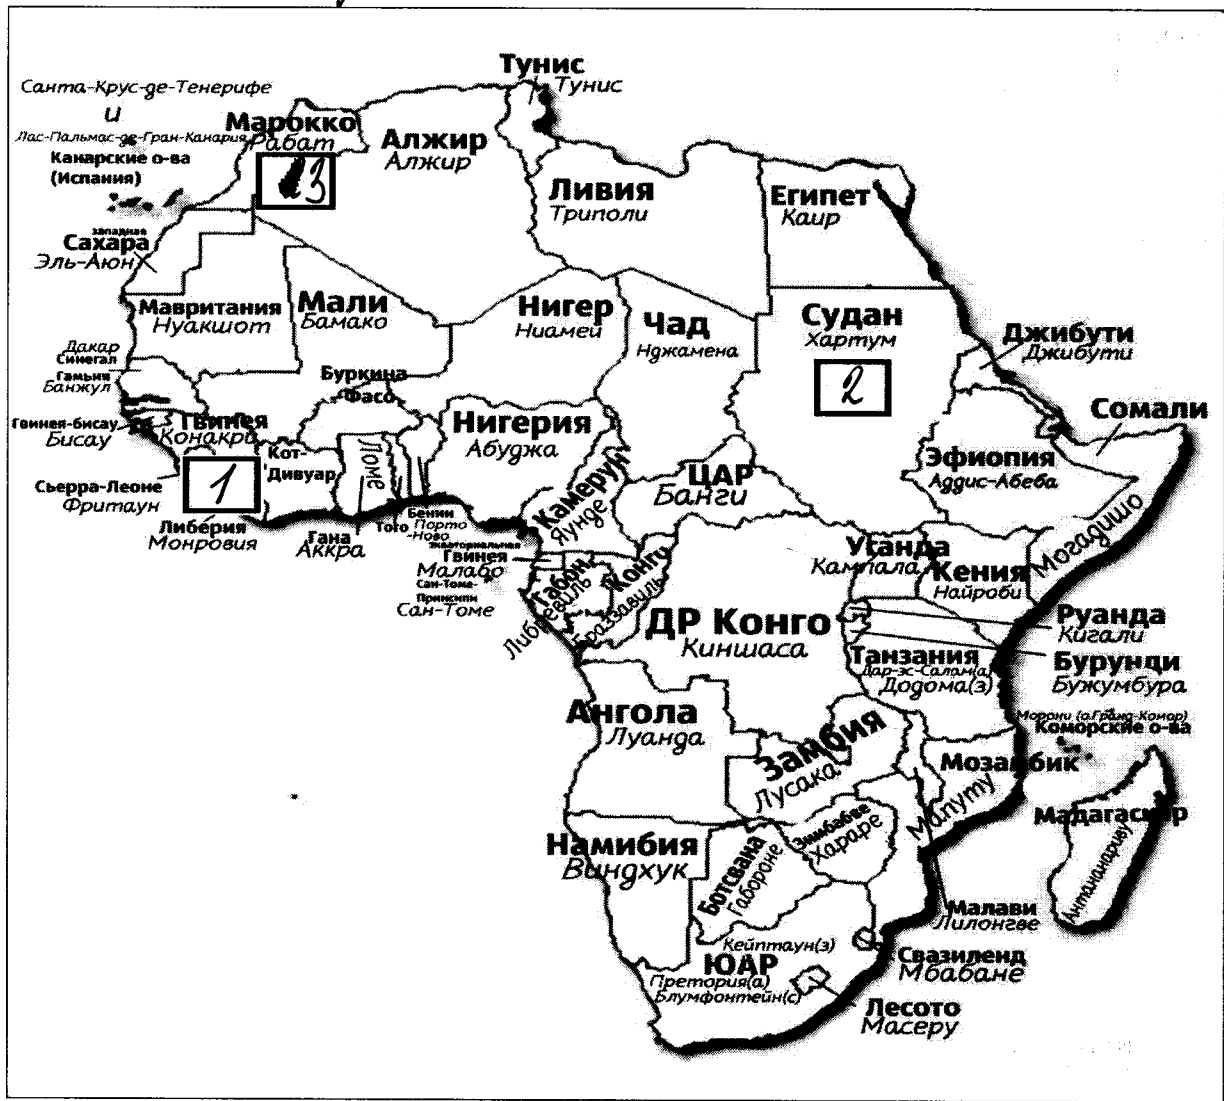 Тунис
Тунис
Санта-Крус-де-Тенерифе
и
Лас-Пальмас-де-Гран-Канария
Канарские о-ва
(Испания)
Марокко
Рабат
3
Алжир
Алжир
Ливия
Триполи
Египет
Каир
западная
Сахара
Эль-Аюн
Мавритания
Нуакшот
Мали
Бамако
Нигер
Ниамей
Чад
Нджамена
Судан
Хартум
2
Джибути
Джибути
Дакар
Синегал
Гамьия
Банжул
Буркина
Фасо
Сомали
Могадишо
Гвинея-бисау
Бисау
Гвинея
Конакри
Кот-
Дивуар
Ломе
Нигерия
Абуджа
ЦАР
Банги
Эфиопия
Аддис-Абеба
1
Сьерра-Леоне
Фритаун
Либерия
Монровия
Гана
Аккра
Того
Бенин
Порто
-Ново
Камерун
Яунде
Экваториальная
Гвинея
Малабо
Сан-Томе-
Принсипи
Сан-Томе
Габон
Либревиль
Конго
Браззавиль
ДР Конго
Киншаса
Уганда
Кампала
Кения
Найроби
Руанда
Кигали
Бурунди
Бужумбура
Танзания
Дар-эс-Салам(а)
Додома(з)
Морони (о.Гранд-Комор)
Коморские о-ва
Ангола
Луанда
Замбия
Лусака
Мозамбик
Мапуту
Мадагаскар
Антананариву
Намибия
Виндхук
Ботсвана
Габороне
Зимбабве
Хараре
Малави
Лилонгве
Кейптаун(з)
ЮАР
Претория(а)
Блумфонтейн(с)
Свазиленд
Мбабане
Лесото
Масеру